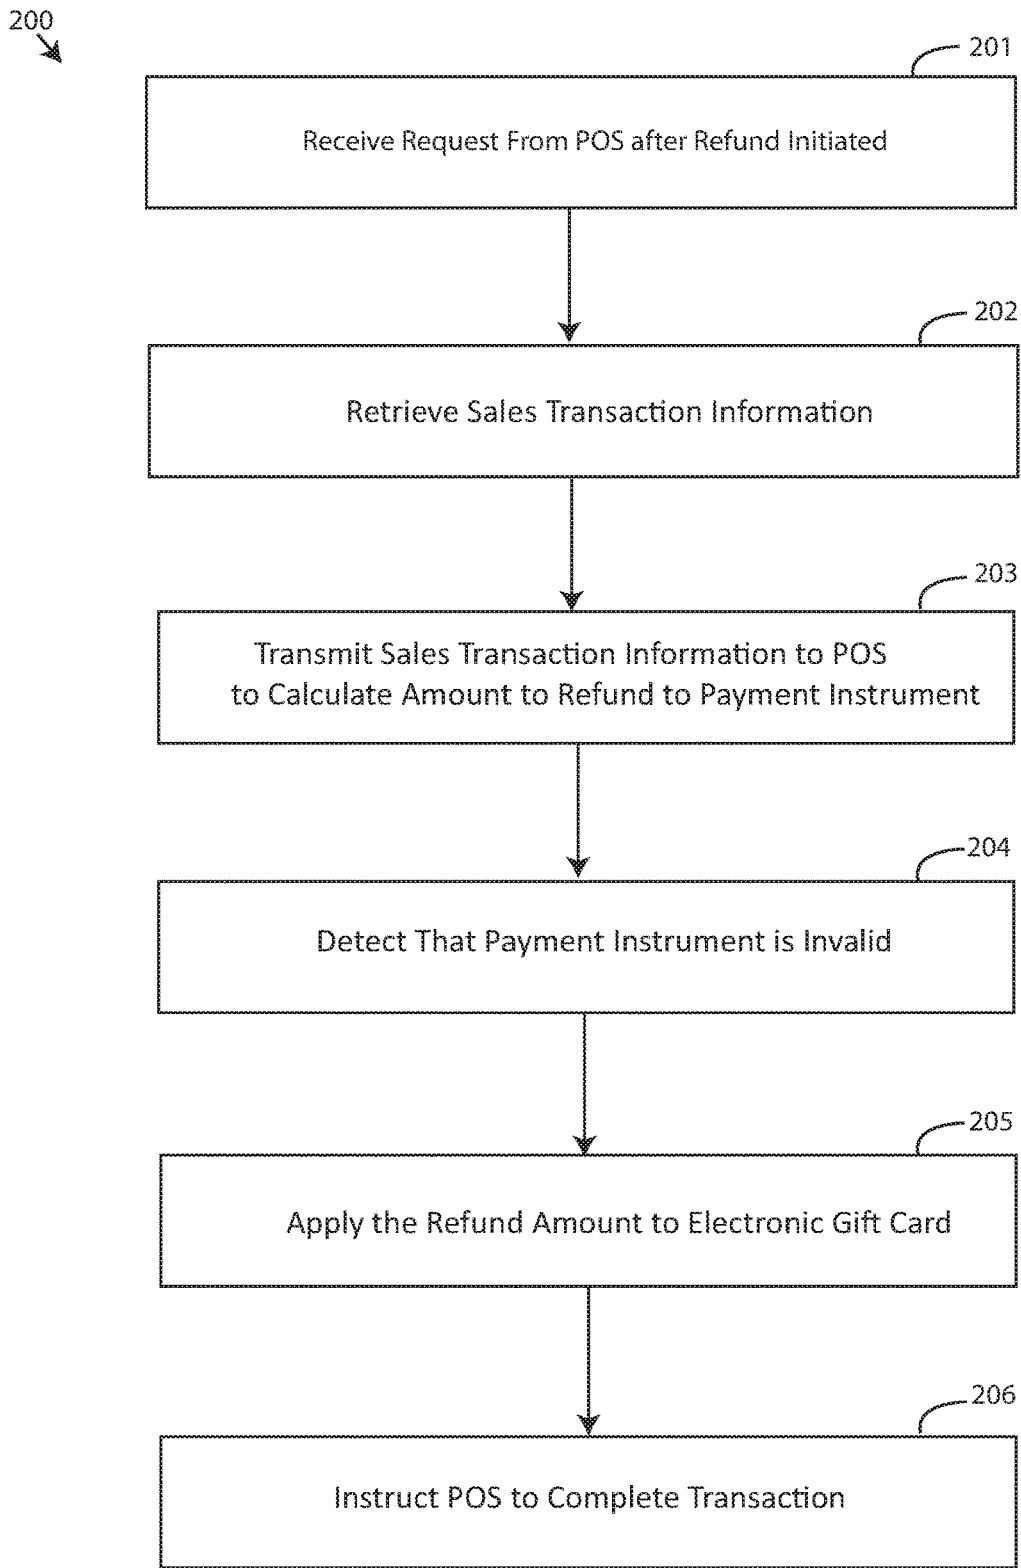 200
201
Receive Request From POS after Refund Initiated
202
Retrieve Sales Transaction Information
203
Transmit Sales Transaction Information to POS
to Calculate Amount to Refund to Payment Instrument
204
Detect That Payment Instrument is Invalid
205
Apply the Refund Amount to Electronic Gift Card
206
Instruct POS to Complete Transaction